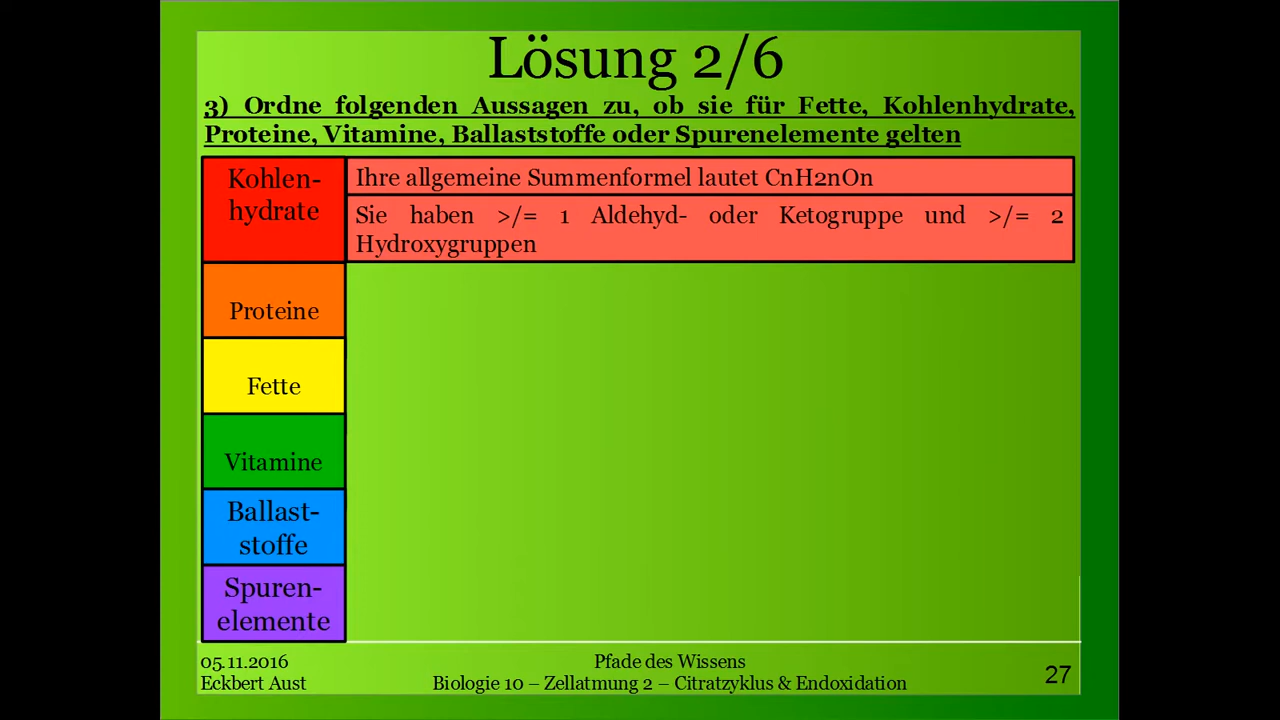 Lösung 2/6
3) Ordne folgenden Aussagen zu, ob sie für Fette, Kohlenhydrate,
Proteine, Vitamine, Ballaststoffe oder Spurenelemente gelten
Kohlen-
hydrate
Ihre allgemeine Summenformel lautet CnH2nOn
Sie haben >/= 1 Aldehyd- oder Ketogruppe und >/= 2
Hydroxygruppen
Proteine
Fette
Vitamine
Ballast-
stoffe
Spuren-
elemente
05.11.2016
Eckbert Aust
Pfade des Wissens
Biologie 10 – Zellatmung 2 – Citratzyklus & Endoxidation
27